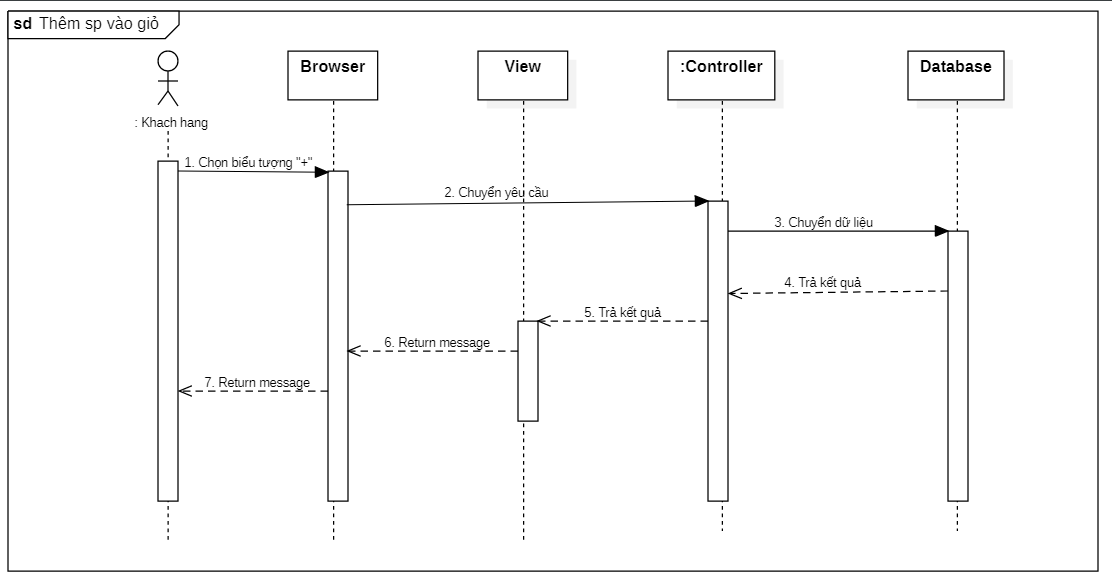 sd Thêm sp vào giỏ
Browser
View
:Controller
Database
: Khach hang
1. Chọn biểu tượng "+"
2. Chuyển yêu cầu
3. Chuyển dữ liệu
4. Trả kết quả
5. Trả kết quả
6. Return message
7. Return message